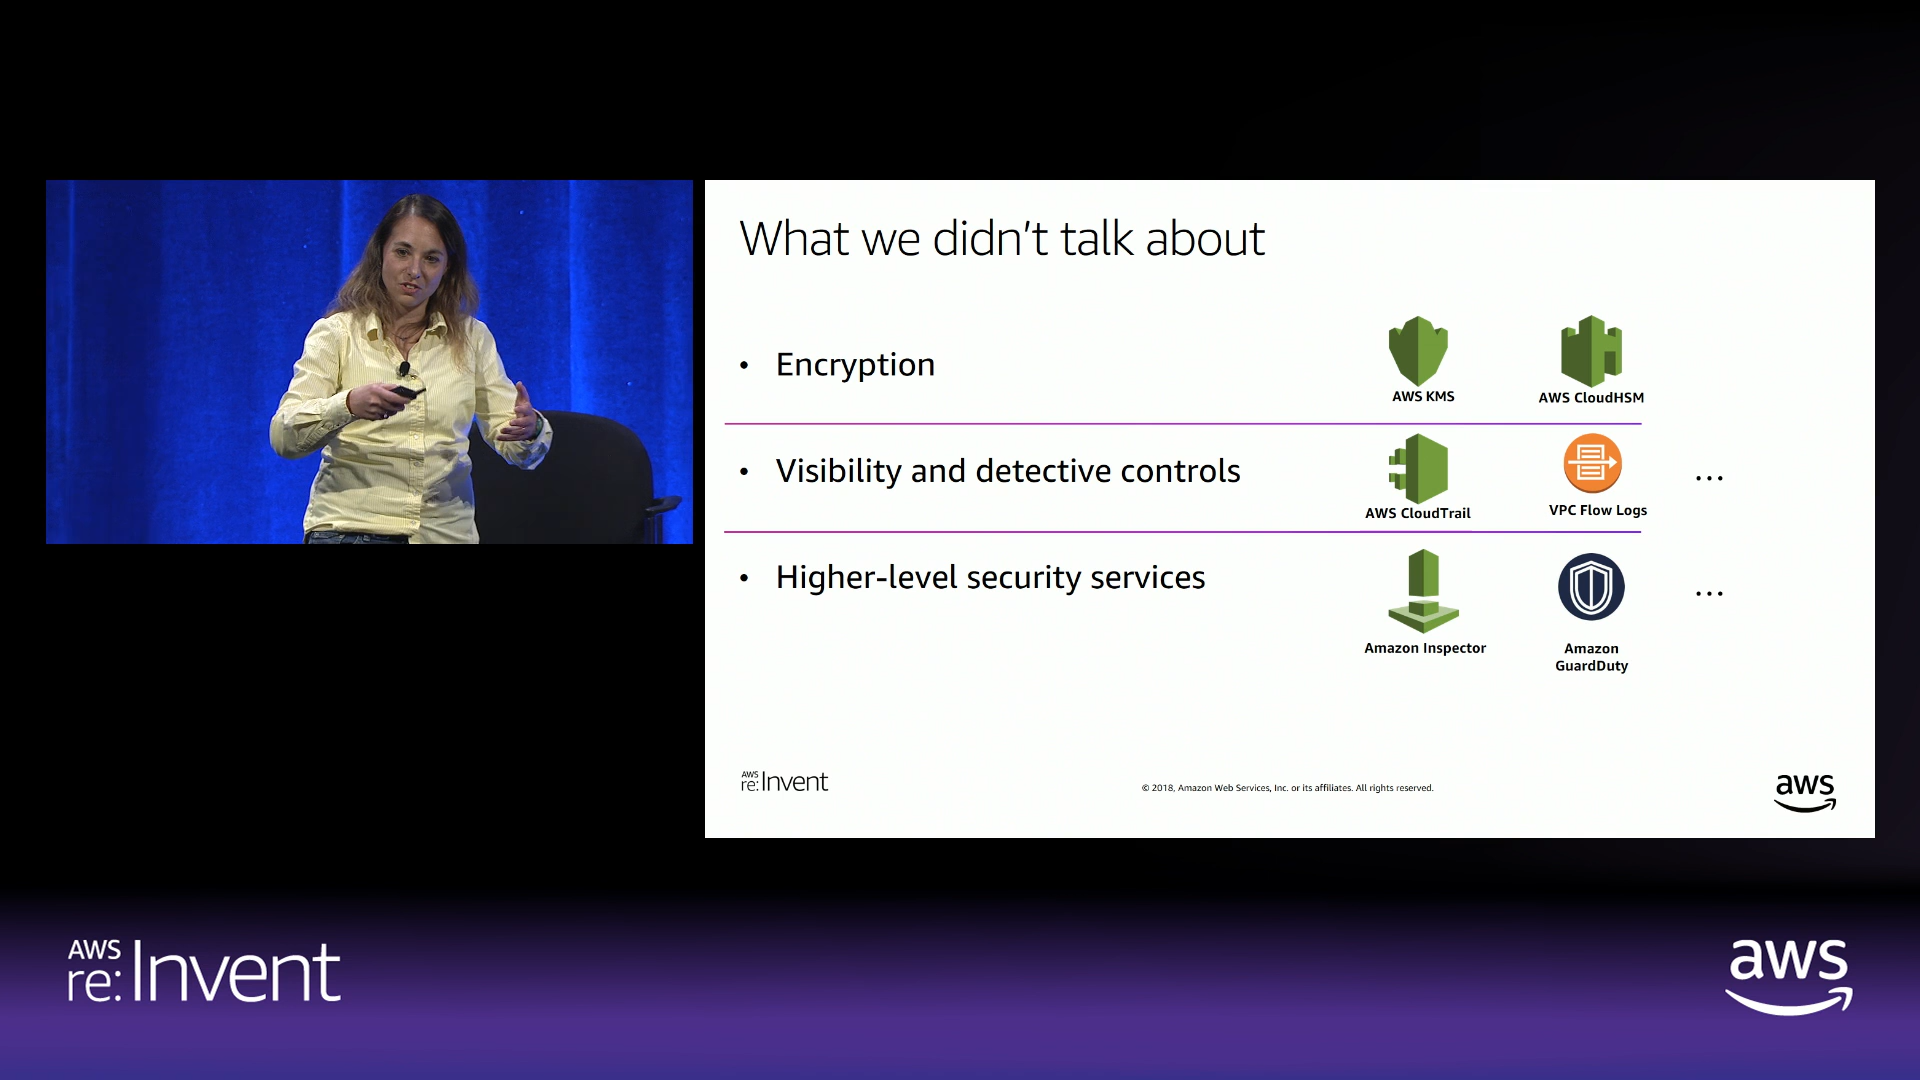 What we didn't talk about
• Encryption
AWS KMS
AWS CloudHSM
• Visibility and detective controls
AWS CloudTrail
VPC Flow Logs
...
• Higher-level security services
Amazon Inspector
Amazon
GuardDuty
...
AWS
re:Invent
© 2018, Amazon Web Services, Inc. or its affiliates. All rights reserved.
aws
AWS
re:Invent
aws